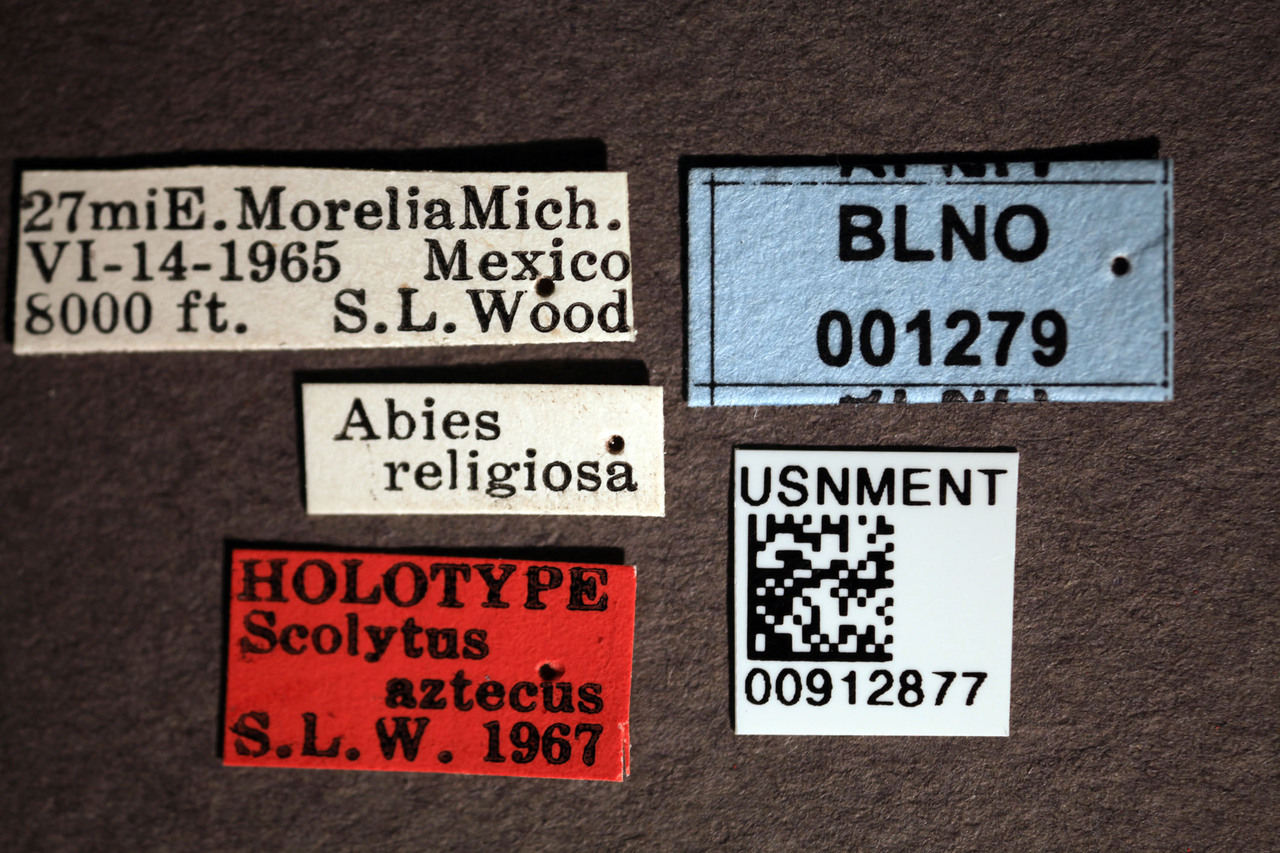 27miE.MoreliaMich.
VI-14-1965 Mexico
8000 ft. S.L.Wood
Abies
religiosa
HOLOTYPE
Scolytus
aztecus
S.L.W. 1967
BLNO
001279
USNMENT
00912877